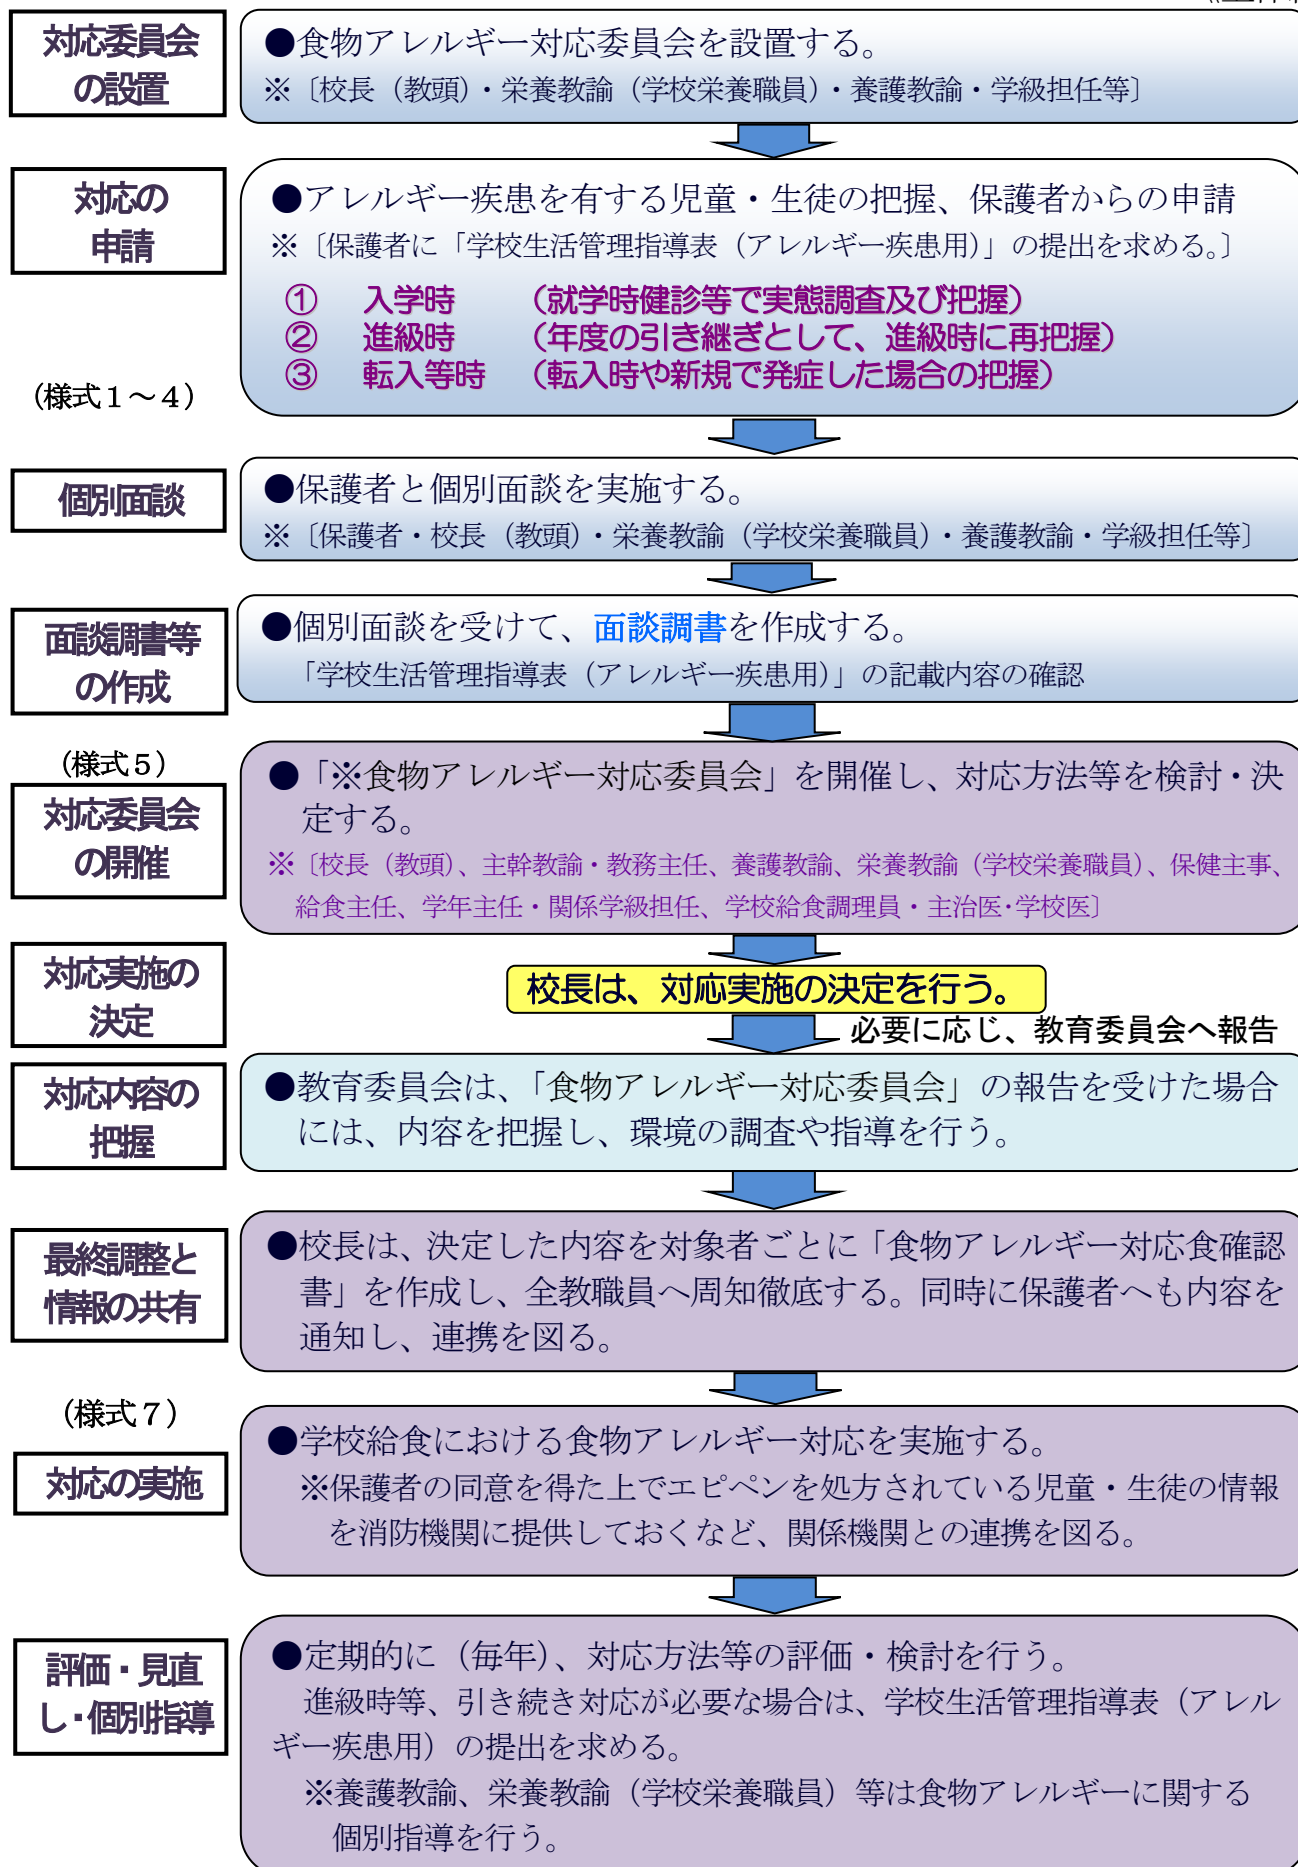 対応委員会
の設置
●食物アレルギー対応委員会を設置する。
※〔校長（教頭）・栄養教諭（学校栄養職員）・養護教諭・学級担任等〕
対応の
申請
●アレルギー疾患を有する児童・生徒の把握、保護者からの申請
※〔保護者に「学校生活管理指導表（アレルギー疾患用）」の提出を求める。〕
① 入学時 （就学時健診等で実態調査及び把握）
② 進級時 （年度の引き継ぎとして、進級時に再把握）
③ 転入等時 （転入時や新規で発症した場合の把握）
（様式１～４）
個別面談
●保護者と個別面談を実施する。
※〔保護者・校長（教頭）・栄養教諭（学校栄養職員）・養護教諭・学級担任等〕
面談調書等
の作成
●個別面談を受けて、面談調書を作成する。
「学校生活管理指導表（アレルギー疾患用）」の記載内容の確認
（様式５）
対応委員会
の開催
●「※食物アレルギー対応委員会」を開催し、対応方法等を検討・決
定する。
※〔校長（教頭）、主幹教諭・教務主任、養護教諭、栄養教諭（学校栄養職員）、保健主事、
給食主任、学年主任・関係学級担任、学校給食調理員・主治医・学校医〕
対応実施の
決定
校長は、対応実施の決定を行う。
必要に応じ、教育委員会へ報告
対応内容の
把握
●教育委員会は、「食物アレルギー対応委員会」の報告を受けた場合
には、内容を把握し、環境の調査や指導を行う。
最終調整と
情報の共有
●校長は、決定した内容を対象者ごとに「食物アレルギー対応食確認
書」を作成し、全教職員へ周知徹底する。同時に保護者へも内容を
通知し、連携を図る。
（様式７）
対応の実施
●学校給食における食物アレルギー対応を実施する。
※保護者の同意を得た上でエピペンを処方されている児童・生徒の情報
を消防機関に提供しておくなど、関係機関との連携を図る。
評価・見直
し・個別指導
●定期的に（毎年）、対応方法等の評価・検討を行う。
進級時等、引き続き対応が必要な場合は、学校生活管理指導表（アレル
ギー疾患用）の提出を求める。
※養護教諭、栄養教諭（学校栄養職員）等は食物アレルギーに関する
個別指導を行う。